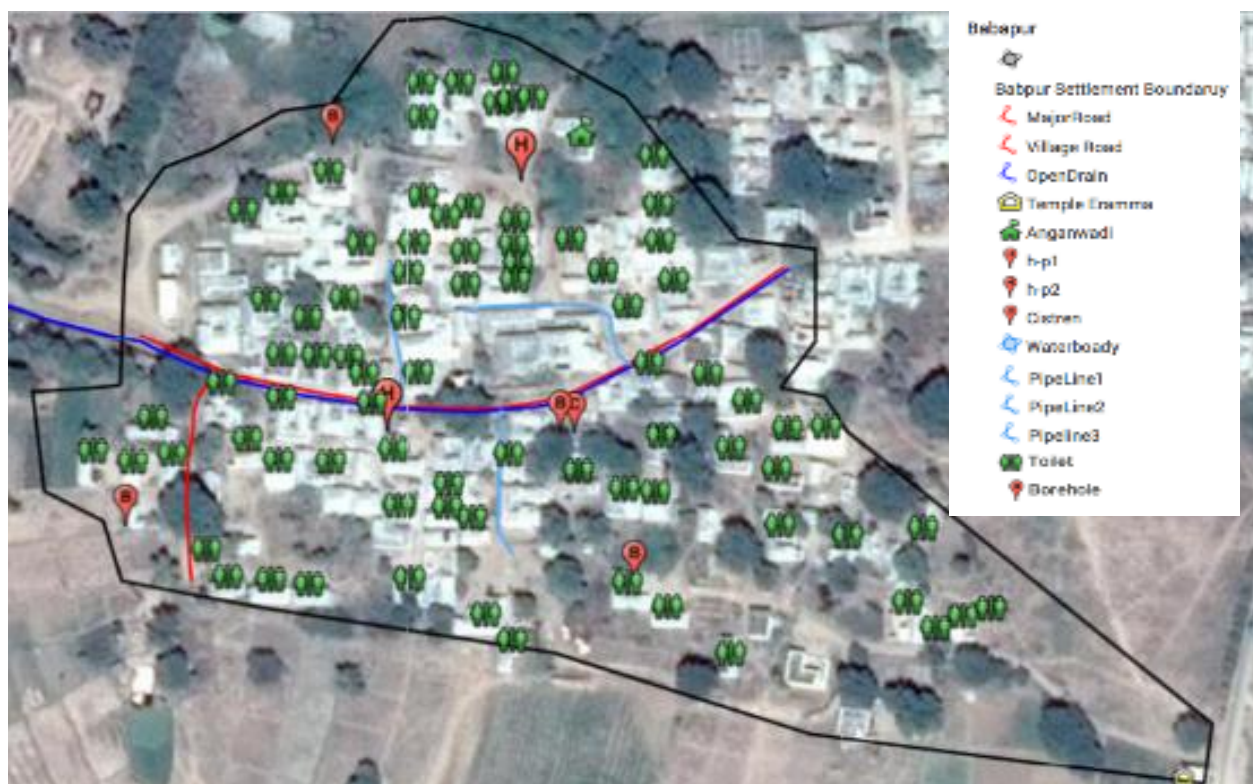 Babapur
Babpur Settlement Boundaruy
MajorRoad
Village Road
OpenDrain
Temple Eramma
Anganwadi
h-p1
h-p2
Cistren
Waterboady
PipeLine1
PipeLine2
Pipeline3
Toilet
Borehole
B
H
H
B
C
B
B